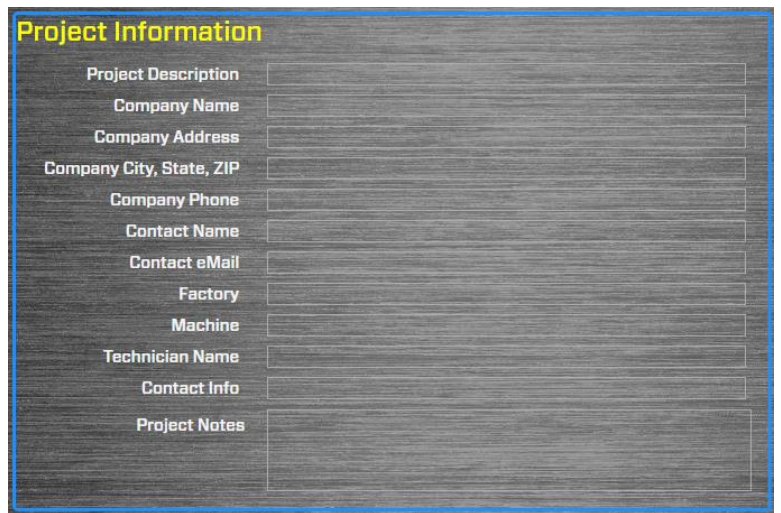 Project Information
Project Description
Company Name
Company Address
Company City, State, ZIP
Company Phone
Contact Name
Contact eMail
Factory
Machine
Technician Name
Contact Info
Project Notes